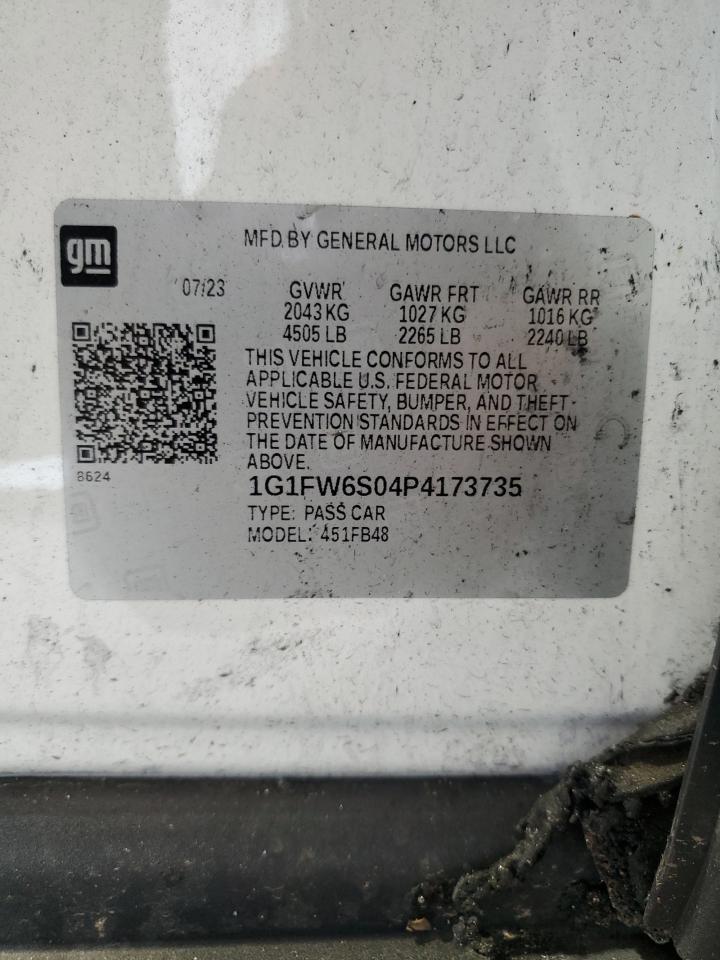 gm
MFD BY GENERAL MOTORS LLC
07/23
GVWR GAWR FRT GAWR RR
2043 KG 1027 KG 1016 KG
4505 LB 2265 LB 2240 LB
THIS VEHICLE CONFORMS TO ALL
APPLICABLE U.S. FEDERAL MOTOR
VEHICLE SAFETY, BUMPER, AND THEFT
PREVENTION STANDARDS IN EFFECT ON
THE DATE OF MANUFACTURE SHOWN
ABOVE.
8624
1G1FW6S04P4173735
TYPE: PASS CAR
MODEL: 451FB48